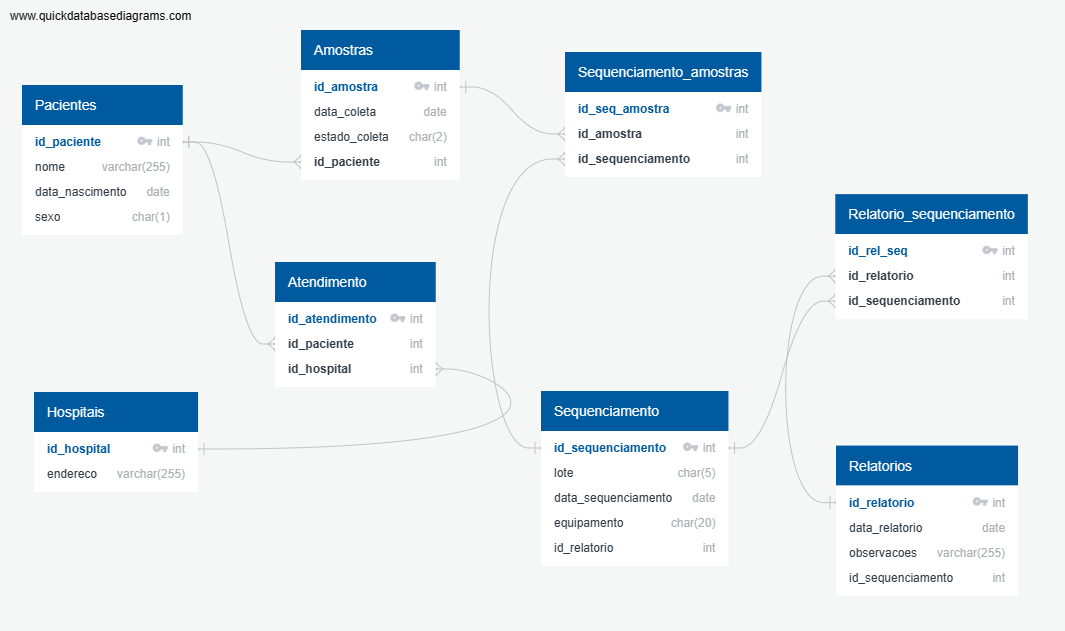 www.quickdatabasediagrams.com
Pacientes
id_paciente int
nome varchar(255)
data_nascimento date
sexo char(1)
Amostras
id_amostra int
data_coleta date
estado_coleta char(2)
id_paciente int
Sequenciamento_amostras
id_seq_amostra int
id_amostra int
id_sequenciamento int
Relatorio_sequenciamento
id_rel_seq int
id_relatorio int
id_sequenciamento int
Atendimento
id_atendimento int
id_paciente int
id_hospital int
Hospitais
id_hospital int
endereco varchar(255)
Sequenciamento
id_sequenciamento int
lote char(5)
data_sequenciamento date
equipamento char(20)
id_relatorio int
Relatorios
id_relatorio int
data_relatorio date
observacoes varchar(255)
id_sequenciamento int